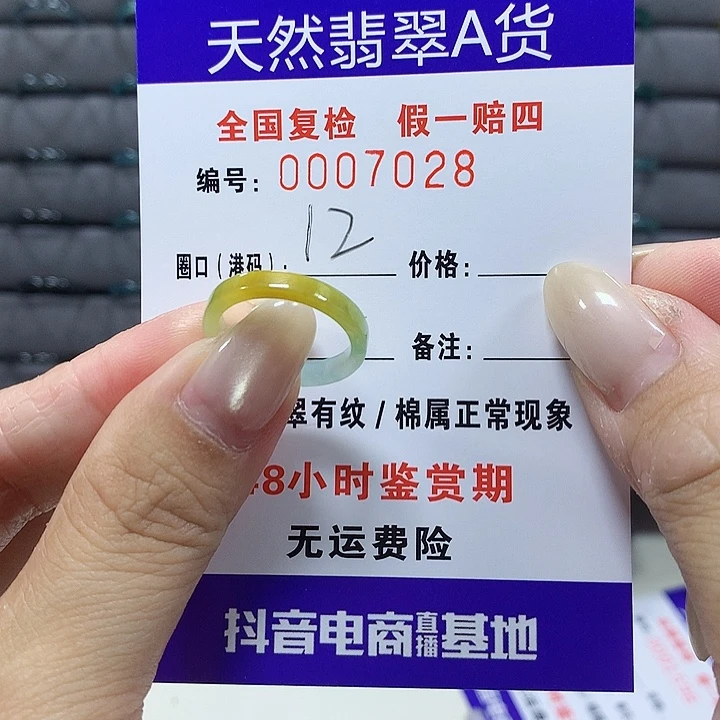 天然翡翠A货
全国复检 假一赔四
编号: 0007028
圈口(港码): 12 价格:
备注:
翠有纹/棉属正常现象
48小时鉴赏期
无运费险
抖音电商直播基地